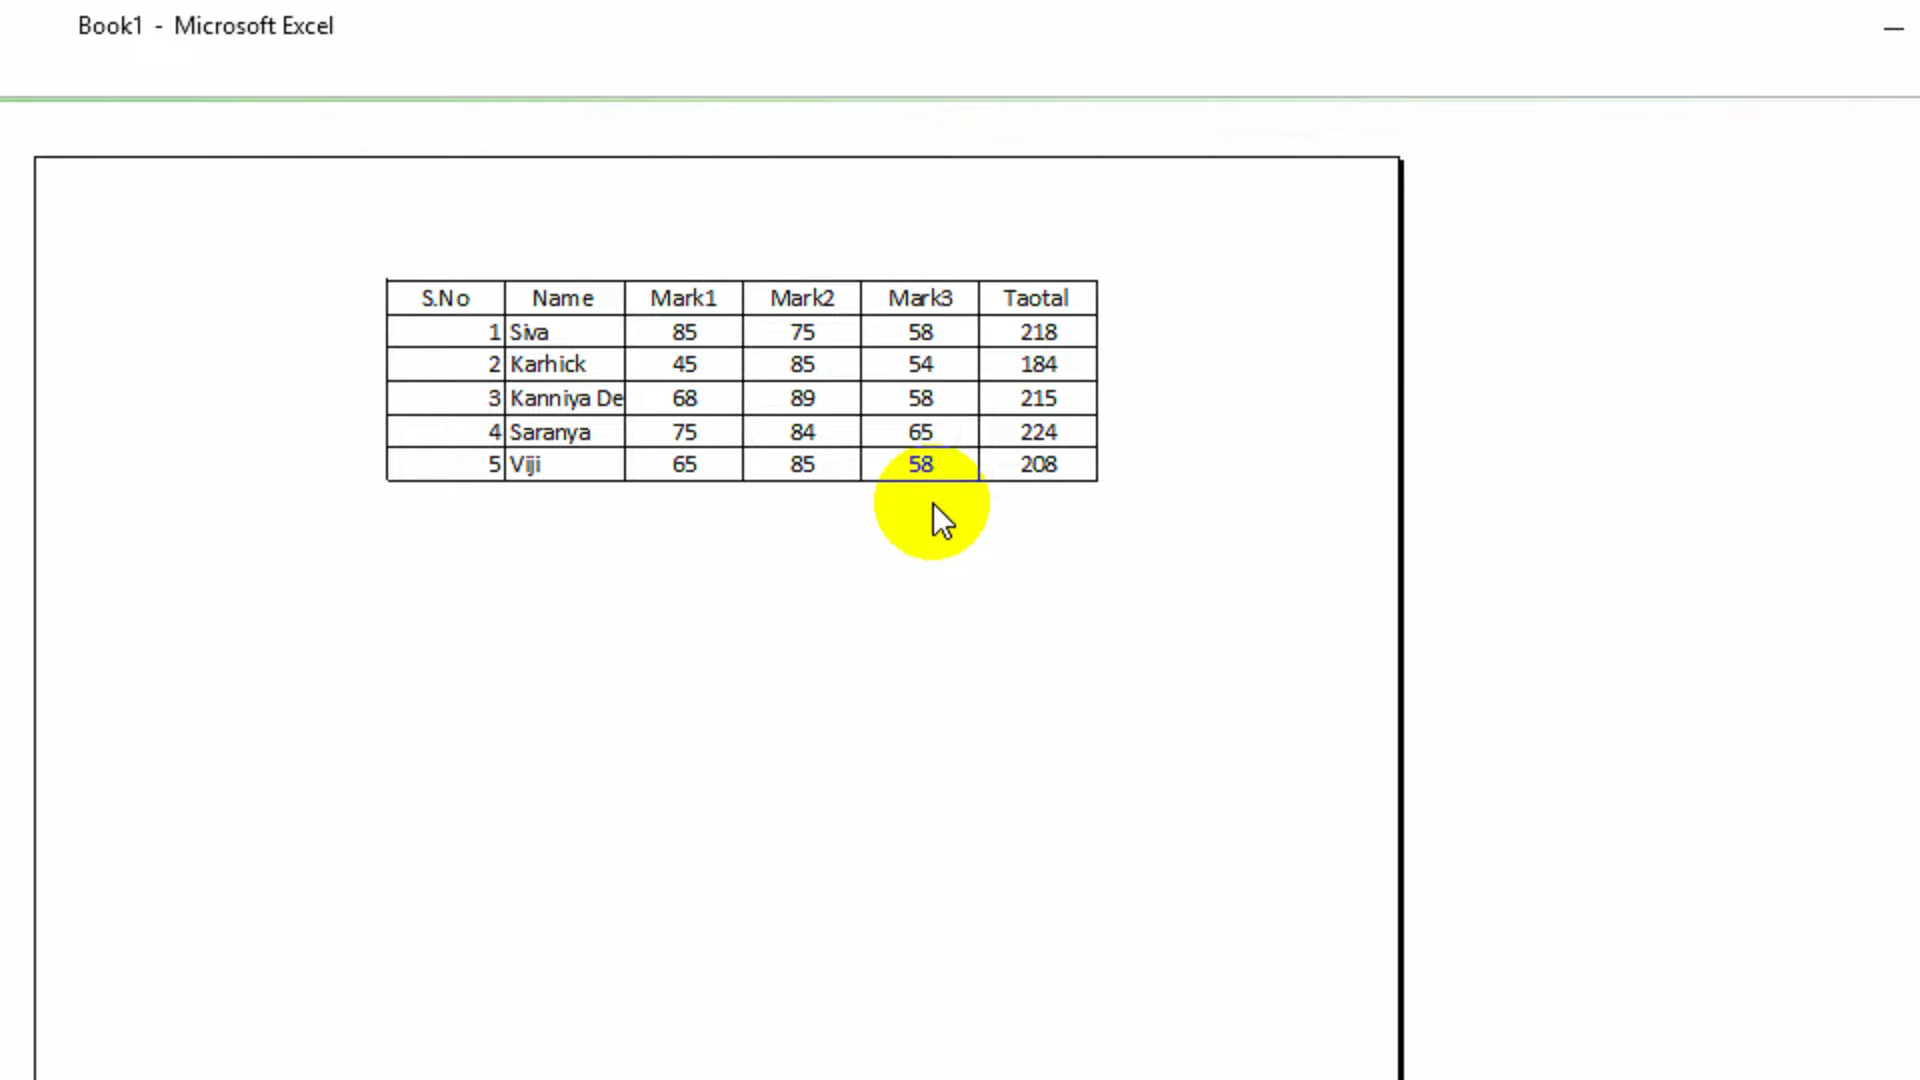 Book1 - Microsoft Excel
S.No Name Mark1 Mark2 Mark3 Taotal
1 Siva 85 75 58 218
2 Karhick 45 85 54 184
3 Kanniya De 68 89 58 215
4 Saranya 75 84 65 224
5 Viji 65 85 58 208